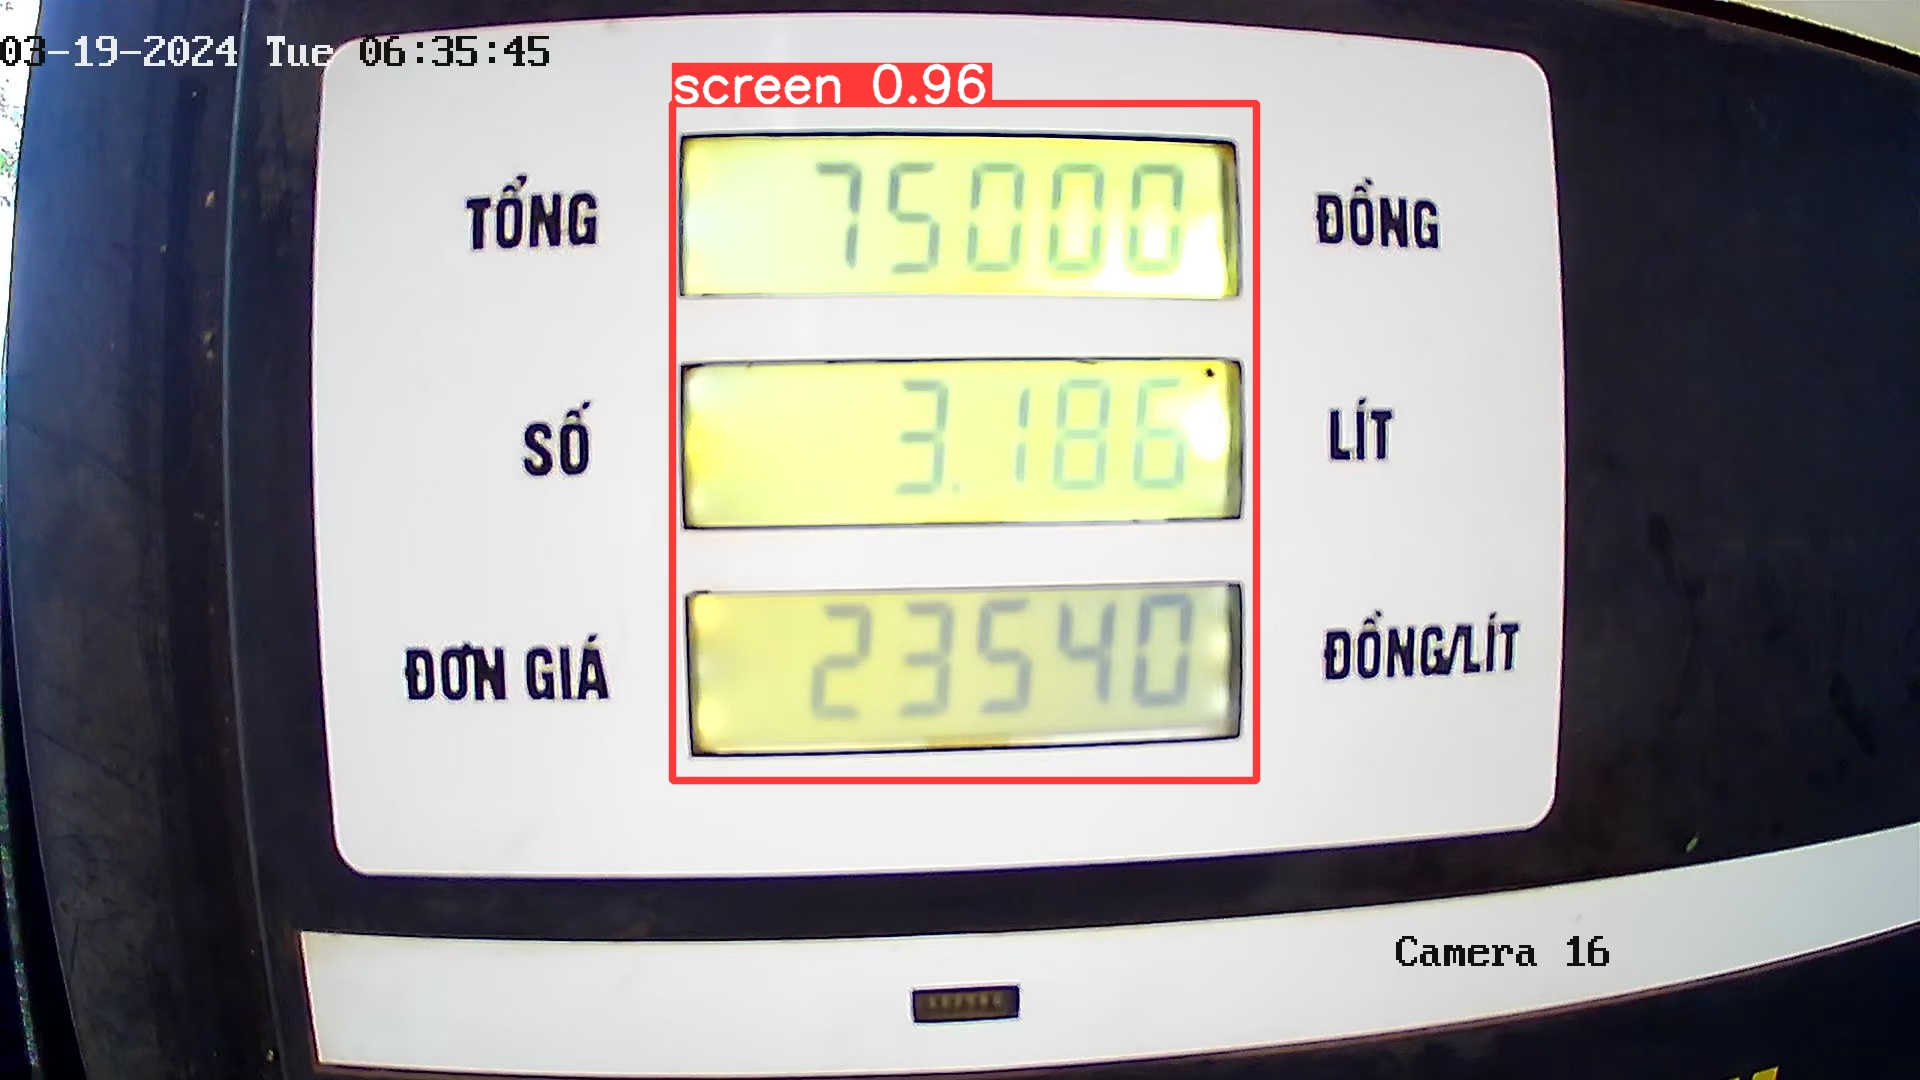 03-19-2024 Tue 06:35:45
screen 0.96
TỔNG 75000 ĐỒNG
SỐ 3.186 LÍT
ĐƠN GIÁ 23540 ĐỒNG/LÍT
Camera 16